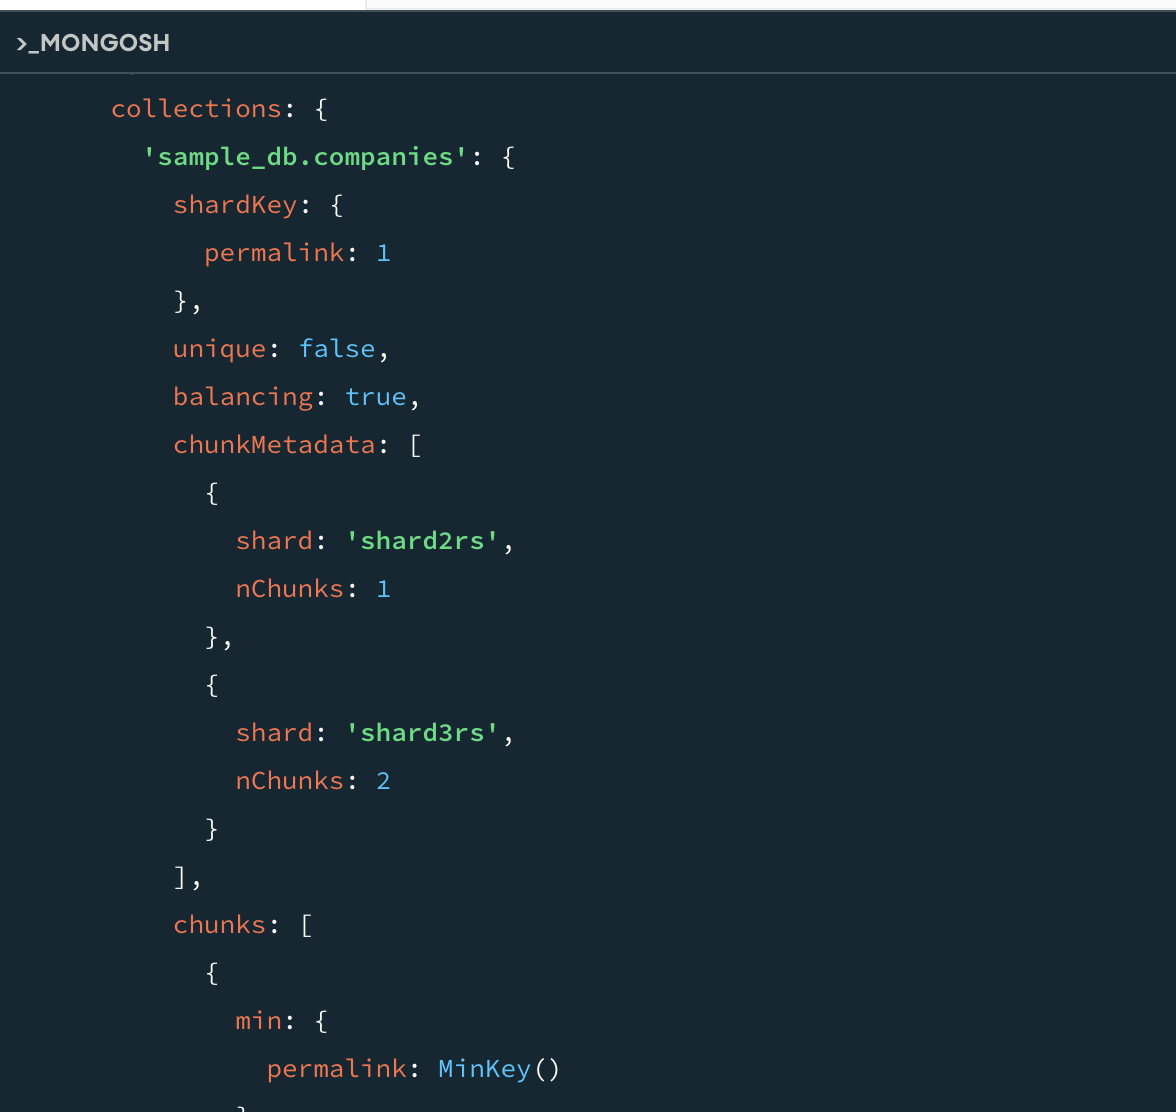 >_MONGOSH
collections: {
'sample_db.companies': {
shardKey: {
permalink: 1
},
unique: false,
balancing: true,
chunkMetadata: [
{
shard: 'shard2rs',
nChunks: 1
},
{
shard: 'shard3rs',
nChunks: 2
}
],
chunks: [
{
min: {
permalink: MinKey()
}